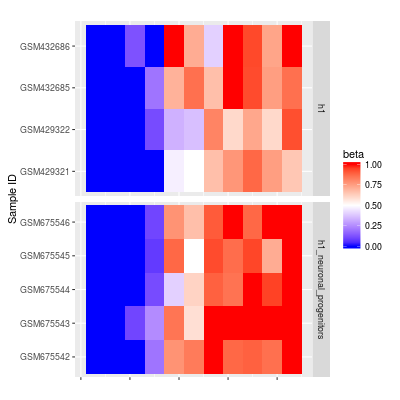 GSM432686
GSM432685
GSM429322
GSM429321
h1
GSM675546
GSM675545
GSM675544
GSM675543
GSM675542
h1_neuronal_progenitors
Sample ID
beta
1.00
0.75
0.50
0.25
0.00